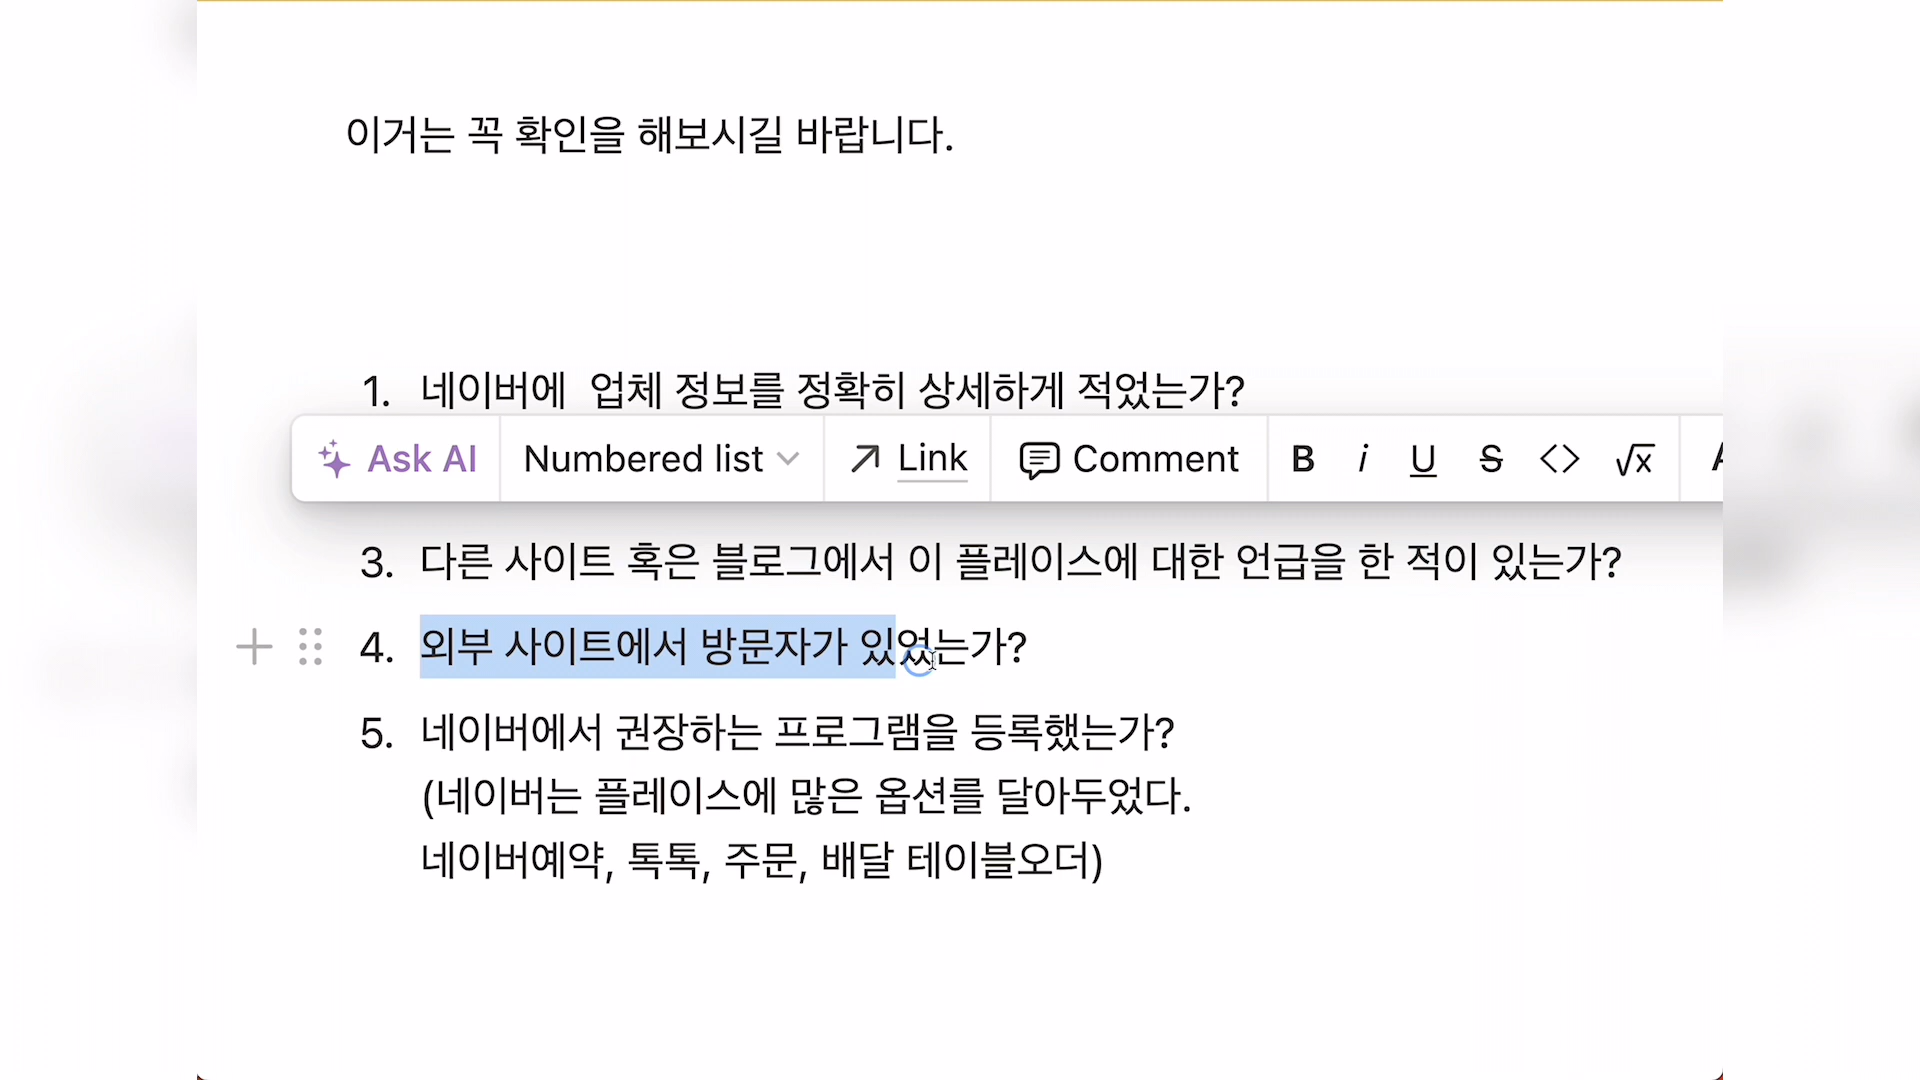 이거는 꼭 확인을 해보시길 바랍니다.
1. 네이버에 업체 정보를 정확히 상세하게 적었는가?
Ask AI Numbered list Link Comment B i U S <> √x A
3. 다른 사이트 혹은 블로그에서 이 플레이스에 대한 언급을 한 적이 있는가?
4. 외부 사이트에서 방문자가 있었는가?
5. 네이버에서 권장하는 프로그램을 등록했는가?
(네이버는 플레이스에 많은 옵션를 달아두었다.
네이버예약, 톡톡, 주문, 배달 테이블오더)